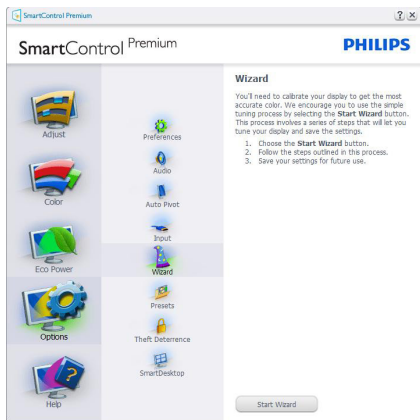 SmartControl Premium
? X
SmartControl Premium
PHILIPS
Adjust
Color
Eco Power
Options
Help
Preferences
Audio
Auto Pivot
Input
Wizard
Presets
Theft Deterrence
SmartDesktop
Wizard
You'll need to calibrate your display to get the most
accurate color. We encourage you to use the simple
tuning process by selecting the Start Wizard button.
This process involves a series of steps that will let you
tune your display and save the settings.
1. Choose the Start Wizard button.
2. Follow the steps outlined in this process.
3. Save your settings for future use.
Start Wizard